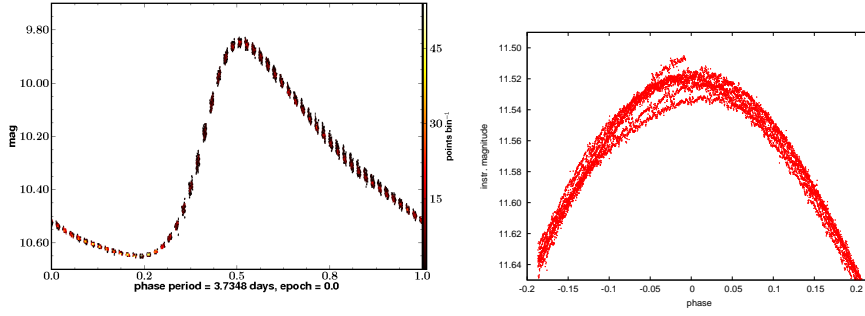 9.80
10.00
10.20
10.40
10.60
mag
0.0 0.2 0.5 0.8 1.0
phase period = 3.7348 days, epoch = 0.0
45
30
15
points bin⁻¹
11.50
11.52
11.54
11.56
11.58
11.60
11.62
11.64
instr. magnitude
-0.2 -0.15 -0.1 -0.05 0 0.05 0.1 0.15 0.2
phase